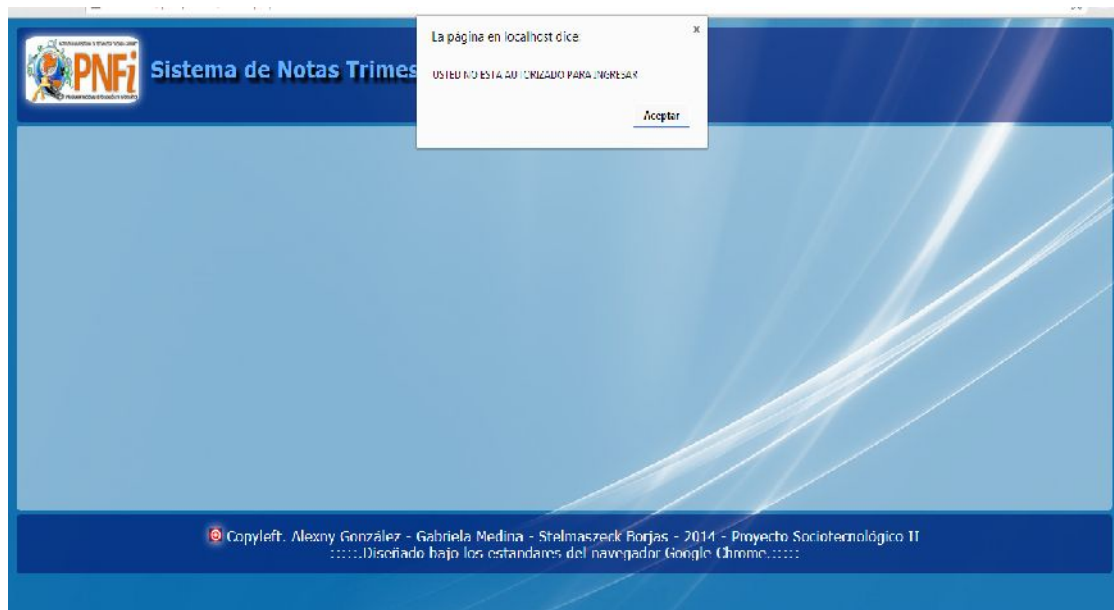 La página en localhost dice:
x
USTED NO ESTA AUTORIZADO PARA INGRESAR
Aceptar
PNFi
Sistema de Notas Trimes
Copyleft. Alexny González - Gabriela Medina - Stelmaszeck Borjas - 2014 - Proyecto Sociotecnológico II
:::::.Diseñado bajo los estandares del navegador Google Chrome.:::::